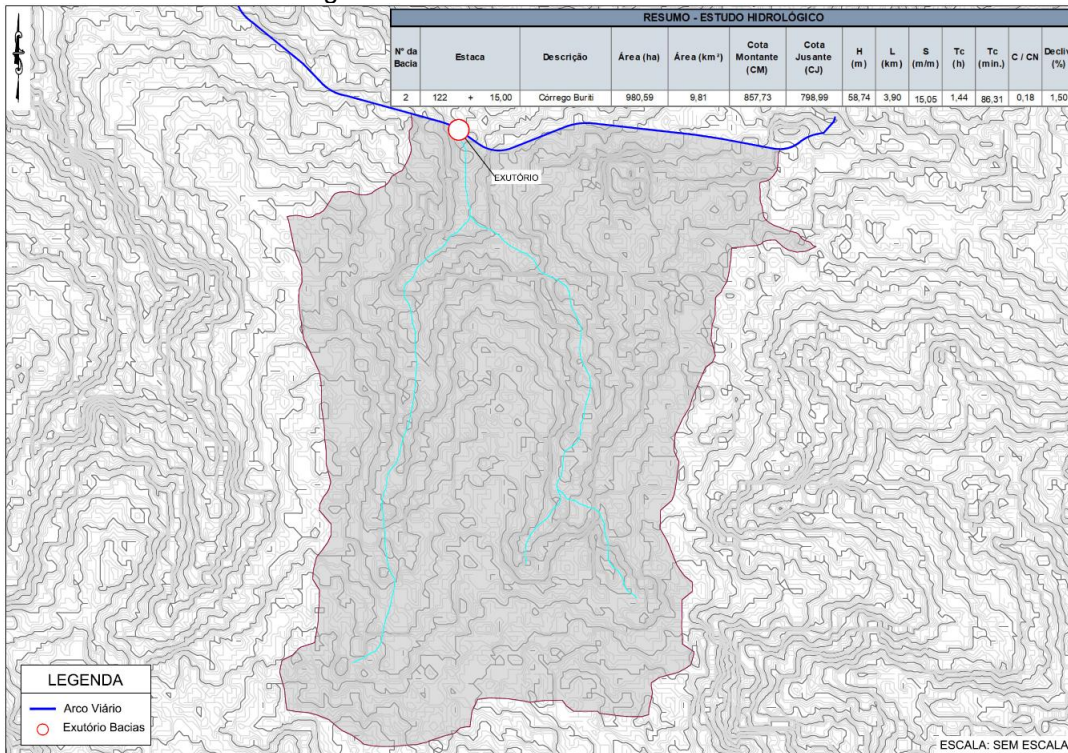 RESUMO - ESTUDO HIDROLÓGICO
N° da Bacia Estaca Descrição Área (ha) Área (km²) Cota Montante (CM) Cota Jusante (CJ) H (m) L (km) S (m/m) Tc (h) Tc (min.) C / CN Decliv (%)
2 122 + 15,00 Córrego Buriti 980,59 9,81 857,73 798,99 58,74 3,90 15,05 1,44 86,31 0,18 1,50
EXUTÓRIO
LEGENDA
Arco Viário
Exutório Bacias
ESCALA: SEM ESCALA